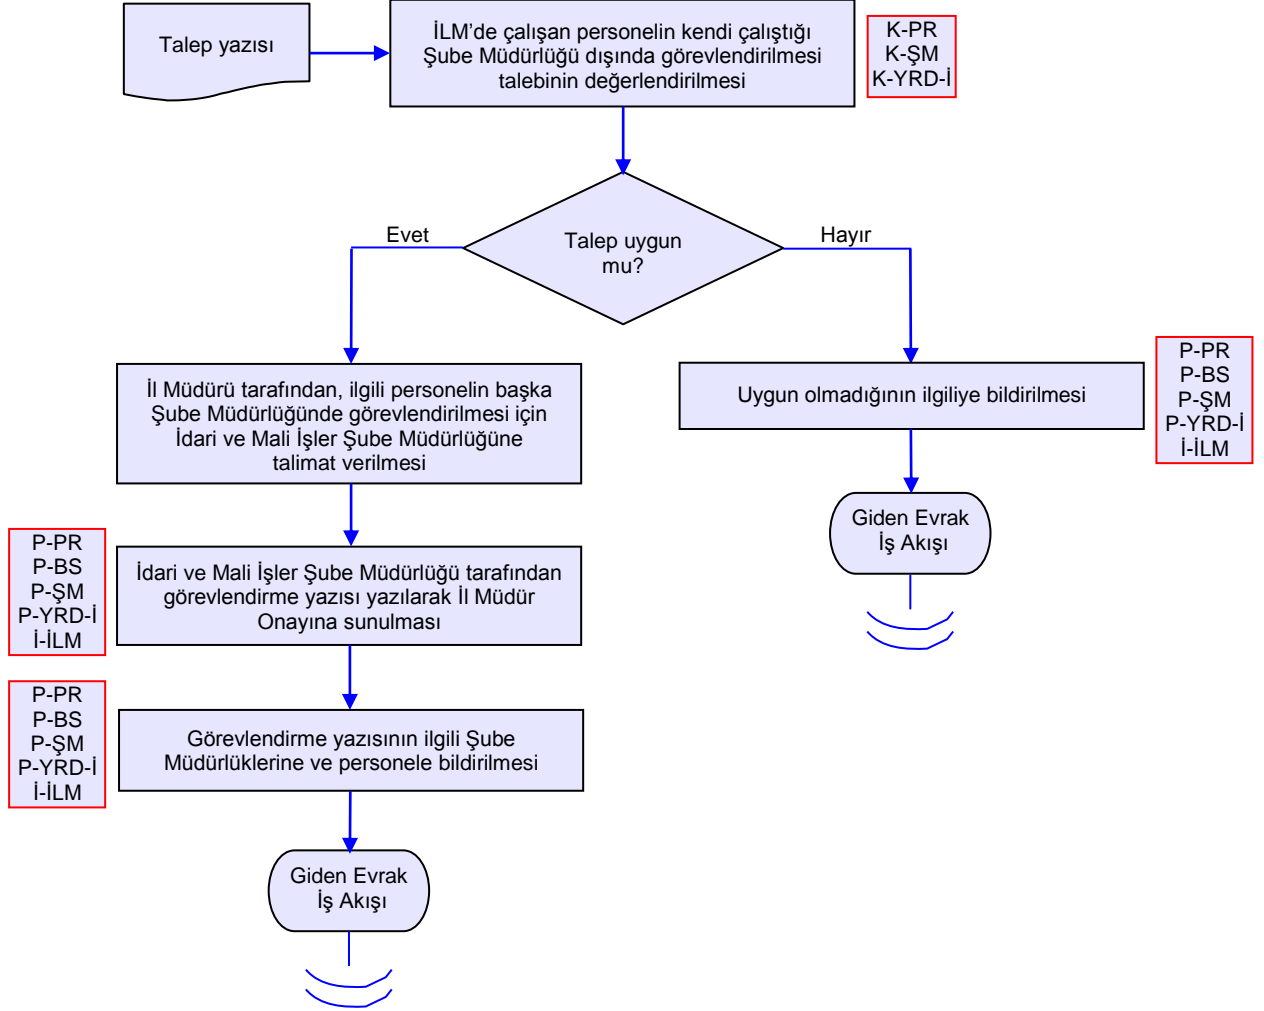 Talep yazısı
İLM’de çalışan personelin kendi çalıştığı
Şube Müdürlüğü dışında görevlendirilmesi
talebinin değerlendirilmesi
K-PR
K-ŞM
K-YRD-İ
Talep uygun
mu?
Evet
Hayır
İl Müdürü tarafından, ilgili personelin başka
Şube Müdürlüğünde görevlendirilmesi için
İdari ve Mali İşler Şube Müdürlüğüne
talimat verilmesi
Uygun olmadığının ilgiliye bildirilmesi
P-PR
P-BS
P-ŞM
P-YRD-İ
İ-İLM
Giden Evrak
İş Akışı
P-PR
P-BS
P-ŞM
P-YRD-İ
İ-İLM
İdari ve Mali İşler Şube Müdürlüğü tarafından
görevlendirme yazısı yazılarak İl Müdür
Onayına sunulması
P-PR
P-BS
P-ŞM
P-YRD-İ
İ-İLM
Görevlendirme yazısının ilgili Şube
Müdürlüklerine ve personele bildirilmesi
Giden Evrak
İş Akışı